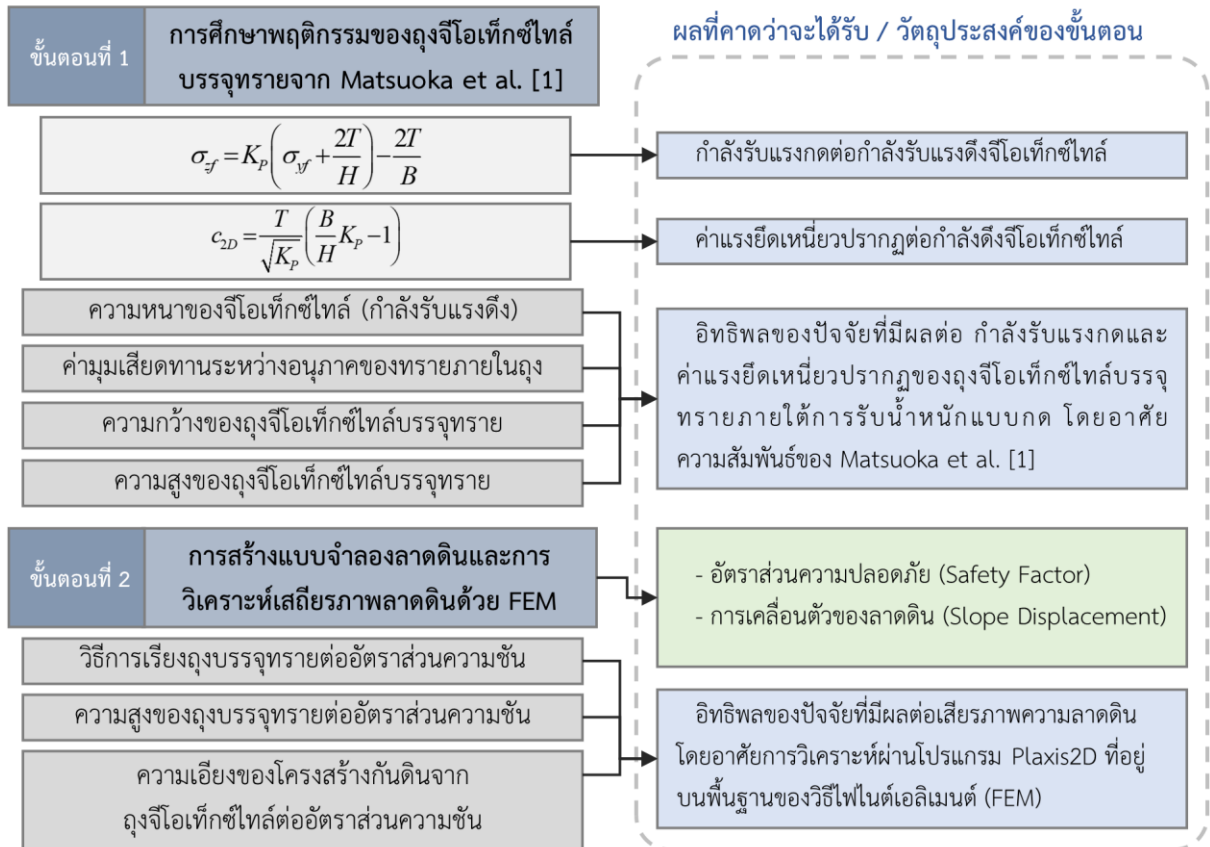 ขั้นตอนที่ 1
การศึกษาพฤติกรรมของถุงจีโอเท็กซ์ไทล์
บรรจุทรายจาก Matsuoka et al. [1]
ผลที่คาดว่าจะได้รับ / วัตถุประสงค์ของขั้นตอน
σ_zf = K_P(σ_yf + 2T/H) − 2T/B
กำลังรับแรงกดต่อกำลังรับแรงดึงจีโอเท็กซ์ไทล์
c_2D = T/√K_P (B/H K_P − 1)
ค่าแรงยึดเหนี่ยวปรากฏต่อกำลังดึงจีโอเท็กซ์ไทล์
ความหนาของจีโอเท็กซ์ไทล์ (กำลังรับแรงดึง)
ค่ามุมเสียดทานระหว่างอนุภาคของทรายภายในถุง
ความกว้างของถุงจีโอเท็กซ์ไทล์บรรจุทราย
ความสูงของถุงจีโอเท็กซ์ไทล์บรรจุทราย
อิทธิพลของปัจจัยที่มีผลต่อ กำลังรับแรงกดและ
ค่าแรงยึดเหนี่ยวปรากฏของถุงจีโอเท็กซ์ไทล์บรรจุ
ทรายภายใต้การรับน้ำหนักแบบกด โดยอาศัย
ความสัมพันธ์ของ Matsuoka et al. [1]
ขั้นตอนที่ 2
การสร้างแบบจำลองลาดดินและการ
วิเคราะห์เสถียรภาพลาดดินด้วย FEM
- อัตราส่วนความปลอดภัย (Safety Factor)
- การเคลื่อนตัวของลาดดิน (Slope Displacement)
วิธีการเรียงถุงบรรจุทรายต่ออัตราส่วนความชัน
ความสูงของถุงบรรจุทรายต่ออัตราส่วนความชัน
ความเอียงของโครงสร้างกันดินจาก
ถุงจีโอเท็กซ์ไทล์ต่ออัตราส่วนความชัน
อิทธิพลของปัจจัยที่มีผลต่อเสียรภาพความลาดดิน
โดยอาศัยการวิเคราะห์ผ่านโปรแกรม Plaxis2D ที่อยู่
บนพื้นฐานของวิธีไฟไนต์เอลิเมนต์ (FEM)